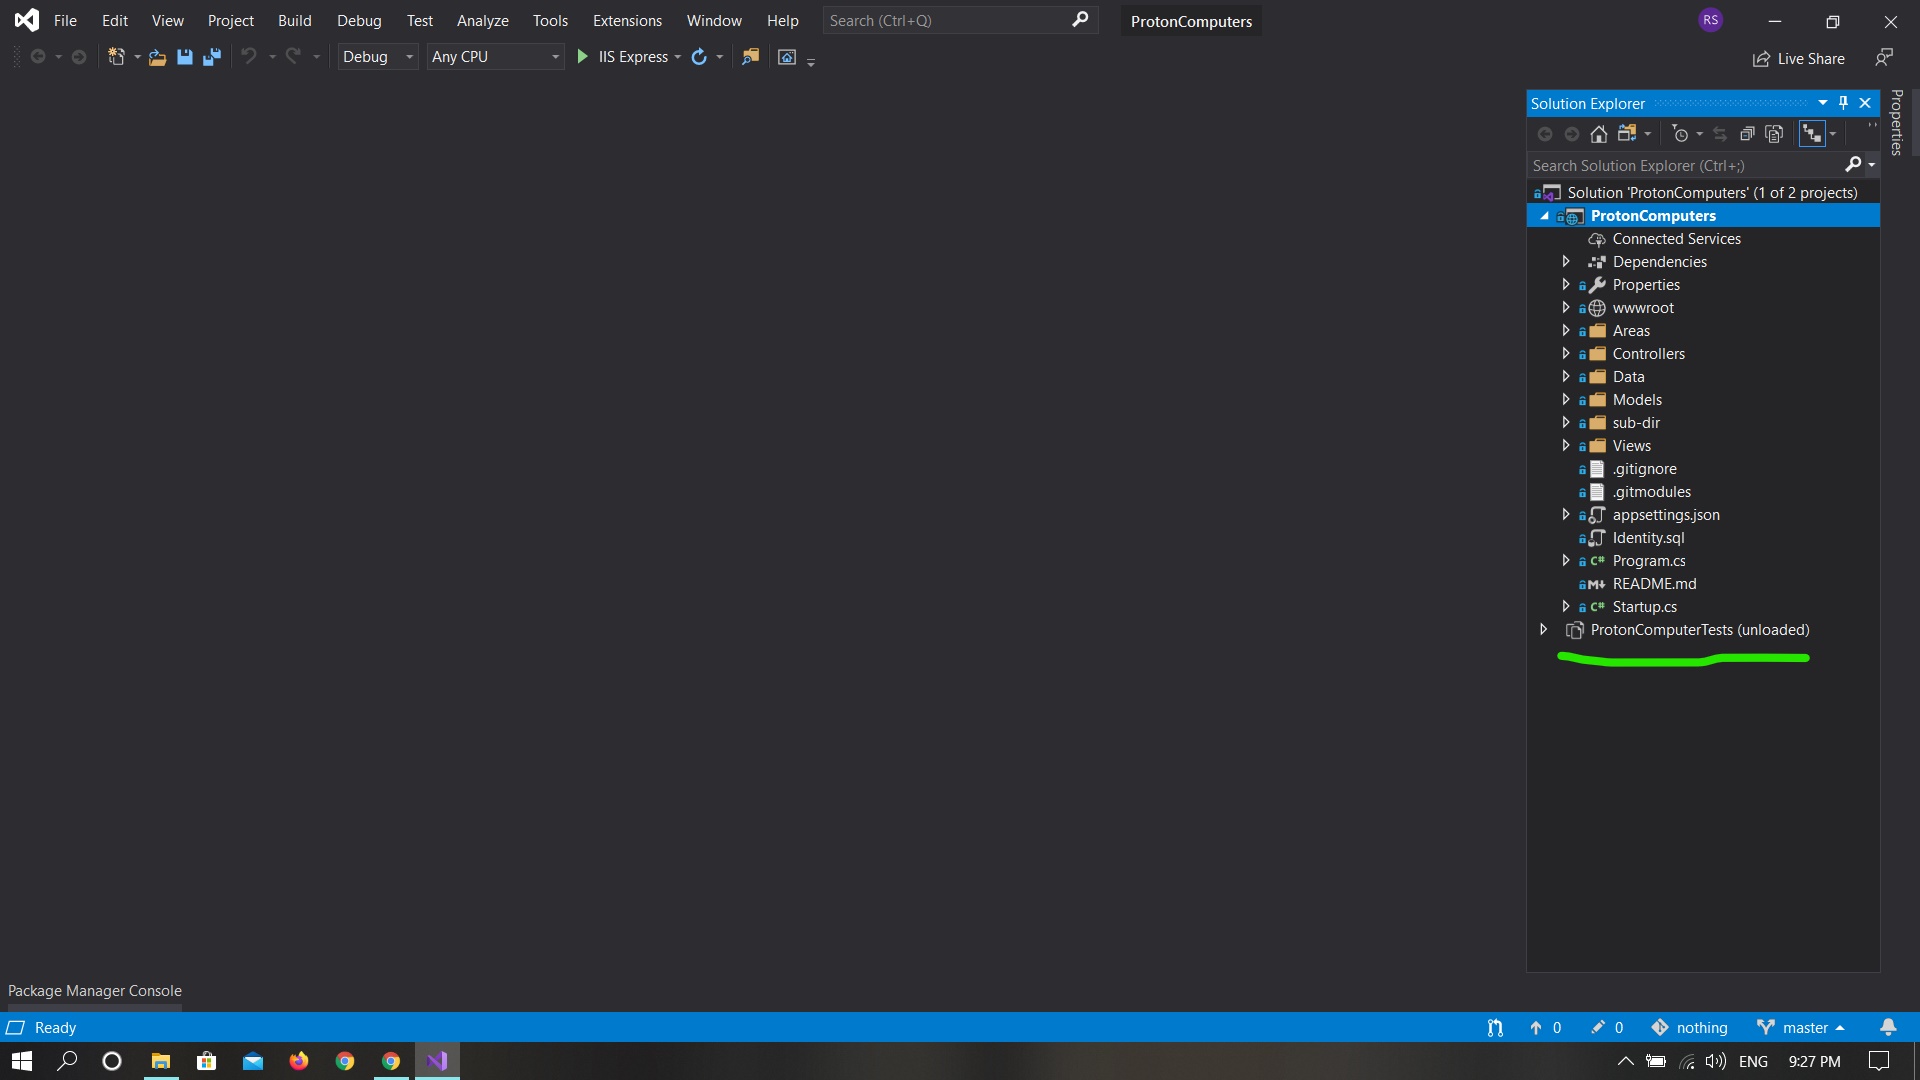 File Edit View Project Build Debug Test Analyze Tools Extensions Window Help Search (Ctrl+Q) ProtonComputers RS
Debug Any CPU IIS Express Live Share
Solution Explorer
Properties
Search Solution Explorer (Ctrl+;)
Solution 'ProtonComputers' (1 of 2 projects)
ProtonComputers
Connected Services
Dependencies
Properties
wwwroot
Areas
Controllers
Data
Models
sub-dir
Views
.gitignore
.gitmodules
appsettings.json
Identity.sql
C# Program.cs
README.md
C# Startup.cs
ProtonComputerTests (unloaded)
Package Manager Console
Ready 0 0 nothing master
ENG 9:27 PM